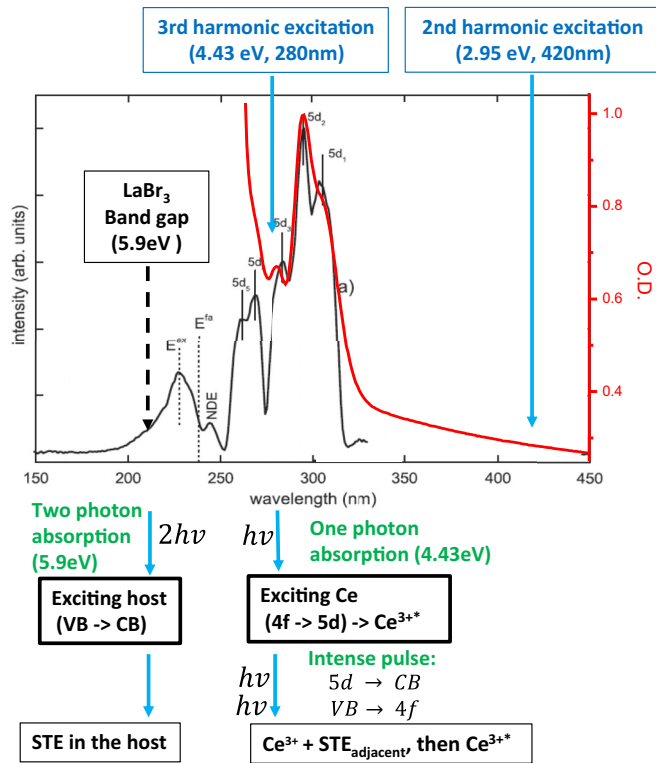 3rd harmonic excitation
(4.43 eV, 280nm)
2nd harmonic excitation
(2.95 eV, 420nm)
LaBr₃
Band gap
(5.9eV )
intensity (arb. units)
5d₂
5d₁
5d₃
5d
5d₅
a)
Eᵉˣ
Eᶠᵃ
NDE
1.0
0.8
0.6
0.4
O.D.
150
200
250
300
350
400
450
wavelength (nm)
Two photon
absorption
(5.9eV)
2hν
hν
One photon
absorption (4.43eV)
Exciting host
(VB -> CB)
Exciting Ce
(4f -> 5d) -> Ce³⁺*
Intense pulse:
hν
5d → CB
hν
VB → 4f
STE in the host
Ce³⁺ + STEadjacent, then Ce³⁺*